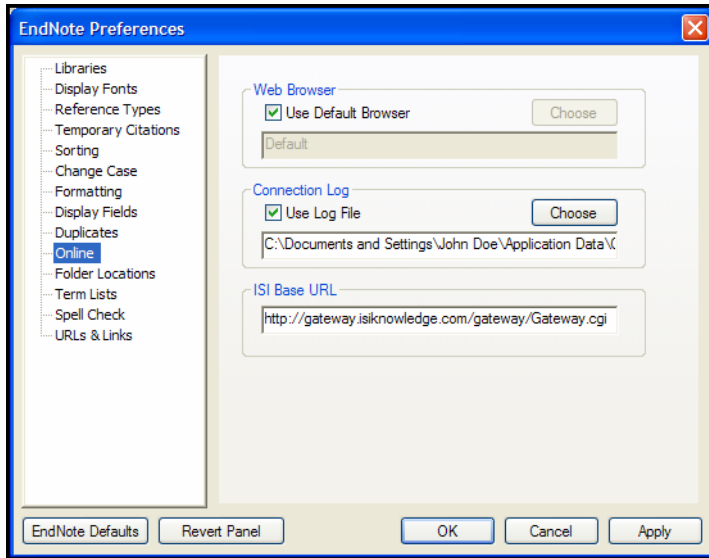 EndNote Preferences
Libraries
Display Fonts
Reference Types
Temporary Citations
Sorting
Change Case
Formatting
Display Fields
Duplicates
Online
Folder Locations
Term Lists
Spell Check
URLs & Links
Web Browser
Use Default Browser
Choose
Default
Connection Log
Use Log File
Choose
C:\Documents and Settings\John Doe\Application Data\
ISI Base URL
http://gateway.isiknowledge.com/gateway/Gateway.cgi
EndNote Defaults
Revert Panel
OK
Cancel
Apply